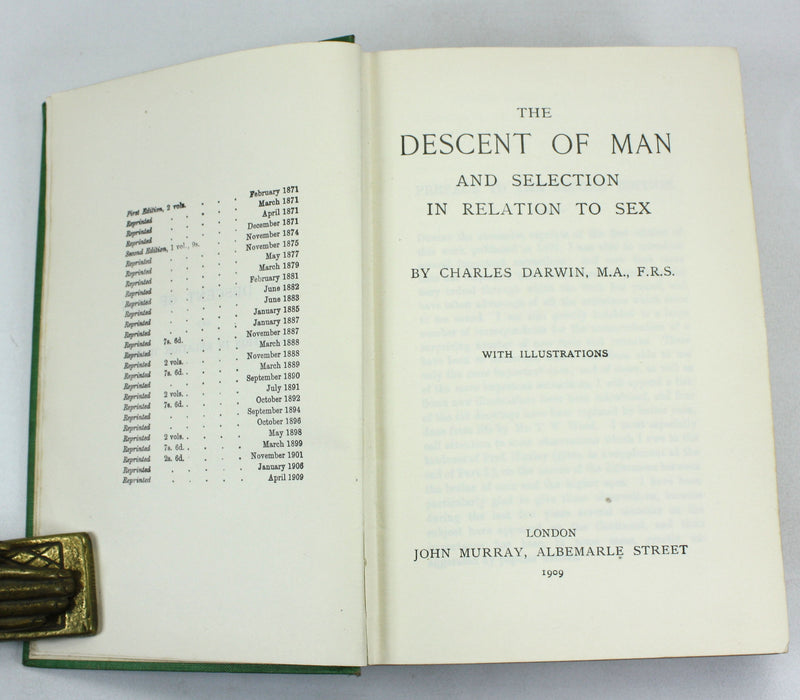 First Edition, 2 vols. . . . . February 1871
Reprinted . . . . . March 1871
Reprinted . . . . . April 1871
Reprinted . . . . . December 1871
Second Edition, 1 vol., 9s. . . November 1874
Reprinted . . . . . November 1875
Reprinted . . . . . May 1877
Reprinted . . . . . March 1879
Reprinted . . . . . February 1881
Reprinted . . . . . June 1882
Reprinted . . . . . June 1883
Reprinted . . . . . January 1885
Reprinted . . . . . January 1887
Reprinted 7s. 6d. . . . . November 1887
Reprinted . . . . . March 1888
Reprinted 2 vols. . . . . November 1888
Reprinted 7s. 6d. . . . . March 1889
Reprinted . . . . . September 1890
Reprinted 2 vols. . . . . July 1891
Reprinted 7s. 6d. . . . . October 1892
Reprinted . . . . . September 1894
Reprinted . . . . . October 1896
Reprinted 2 vols. . . . . May 1898
Reprinted 7s. 6d. . . . . March 1899
Reprinted 2s. 6d. . . . . November 1901
Reprinted . . . . . January 1906
Reprinted . . . . . April 1909
THE
DESCENT OF MAN
AND SELECTION
IN RELATION TO SEX
BY CHARLES DARWIN, M.A., F.R.S.
WITH ILLUSTRATIONS
LONDON
JOHN MURRAY, ALBEMARLE STREET
1909